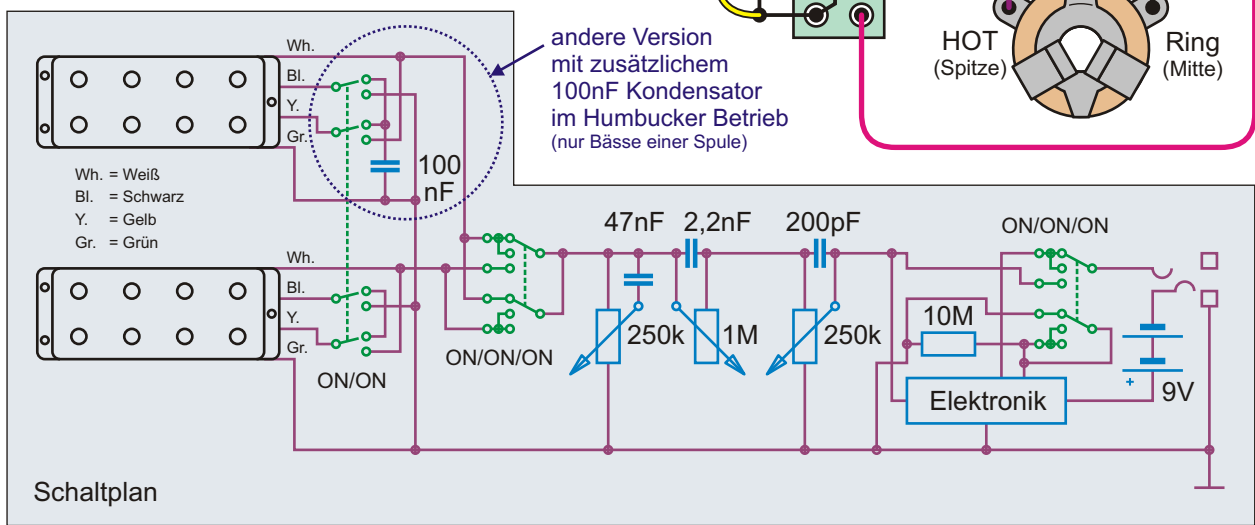 andere Version
mit zusätzlichem
100nF Kondensator
im Humbucker Betrieb
(nur Bässe einer Spule)
HOT
(Spitze)
Ring
(Mitte)
Wh.
Bl.
Y.
Gr.
100
nF
Wh. = Weiß
Bl. = Schwarz
Y. = Gelb
Gr. = Grün
Wh.
Bl.
Y.
Gr.
ON/ON
ON/ON/ON
47nF
2,2nF
200pF
250k
1M
250k
ON/ON/ON
10M
Elektronik
+
9V
Schaltplan